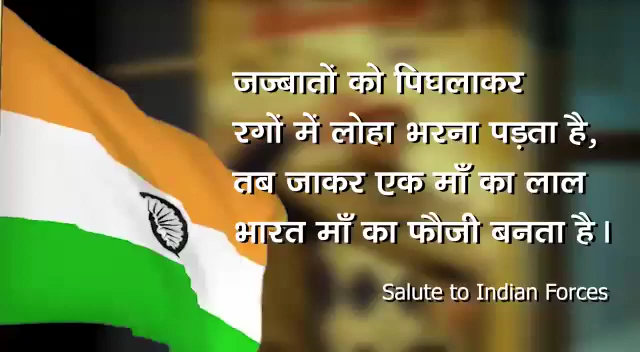 जज्बातों को पिघलाकर
रगों में लोहा भरना पड़ता है,
तब जाकर एक माँ का लाल
भारत माँ का फौजी बनता है।
Salute to Indian Forces